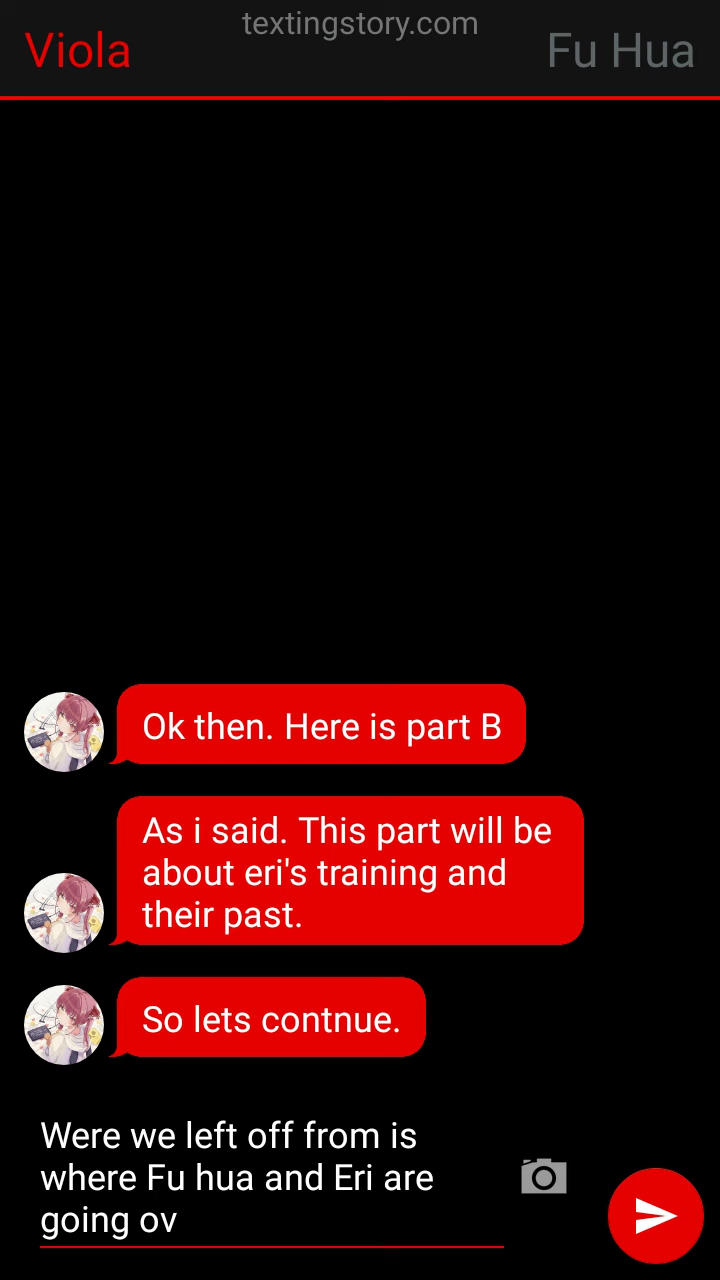 textingstory.com
Viola
Fu Hua
Ok then. Here is part B
As i said. This part will be
about eri's training and
their past.
So lets contnue.
Were we left off from is
where Fu hua and Eri are
going ov